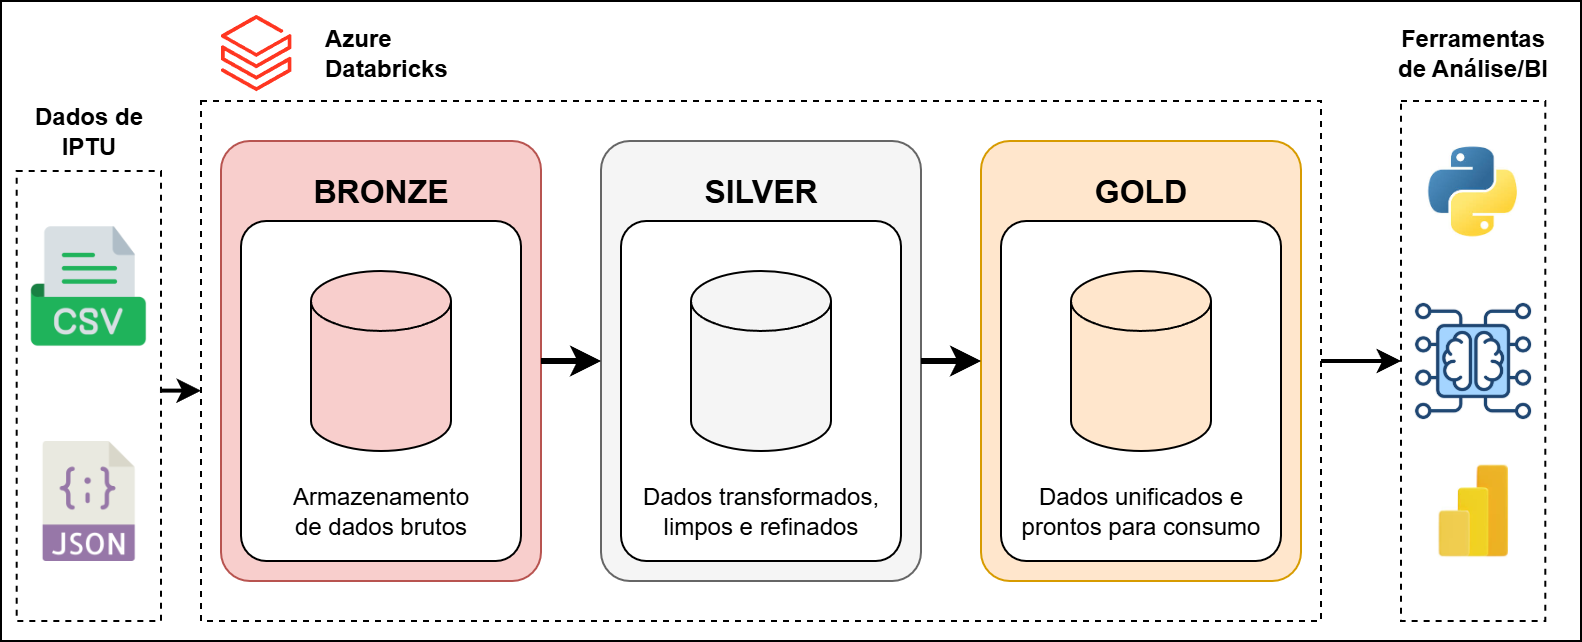 Azure
Databricks
Ferramentas
de Análise/BI
Dados de
IPTU
BRONZE
SILVER
GOLD
CSV
{;}
JSON
Armazenamento
de dados brutos
Dados transformados,
limpos e refinados
Dados unificados e
prontos para consumo